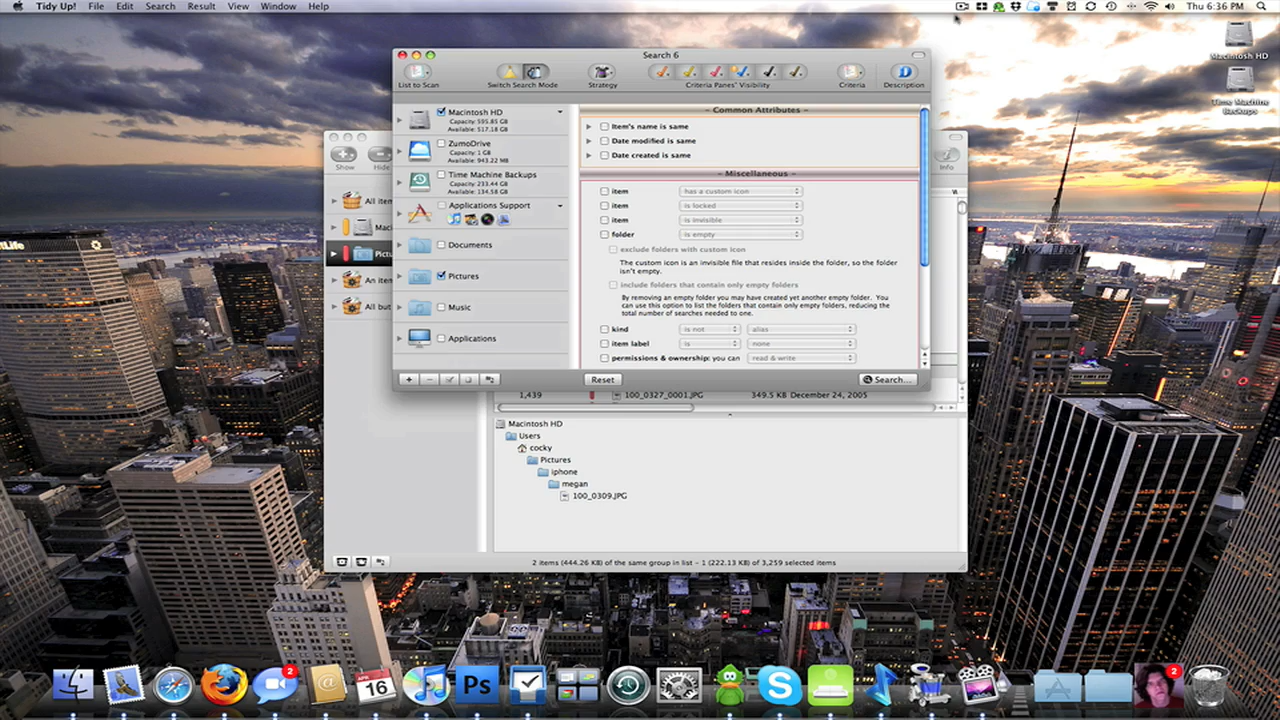 Tidy Up! File Edit Search Result View Window Help Thu 6:36 PM
Search 6
List to Scan Switch Search Mode Strategy Criteria Panes' Visibility Criteria Description
Macintosh HD
Time Machine
Backups
Macintosh HD
Capacity: 595.85 GB
Available: 517.18 GB
ZumoDrive
Capacity: 1 GB
Available: 943.22 MB
Time Machine Backups
Capacity: 233.44 GB
Available: 134.58 GB
Applications Support
Documents
Pictures
Music
Applications
- Common Attributes -
Item's name is same
Date modified is same
Date created is same
- Miscellaneous -
item has a custom icon
item is locked
item is invisible
folder is empty
exclude folders with custom icon
The custom icon is an invisible file that resides inside the folder, so the folder
isn't empty.
include folders that contain only empty folders
By removing an empty folder you may have created yet another empty folder. You
can use this option to list the folders that contain only empty folders, reducing the
total number of searches needed to one.
kind is not alias
item label is none
permissions & ownership: you can read & write
Reset Search...
Show Hide Info
All item
Maci
Pictu
An item
All but
1,439 100_0327_0001.JPG 349.5 KB December 24, 2005
Macintosh HD
Users
cocky
Pictures
iphone
megan
100_0309.JPG
2 items (444.26 KB) of the same group in list - 1 (222.13 KB) of 3,259 selected items
2
APR
16
Ps
2